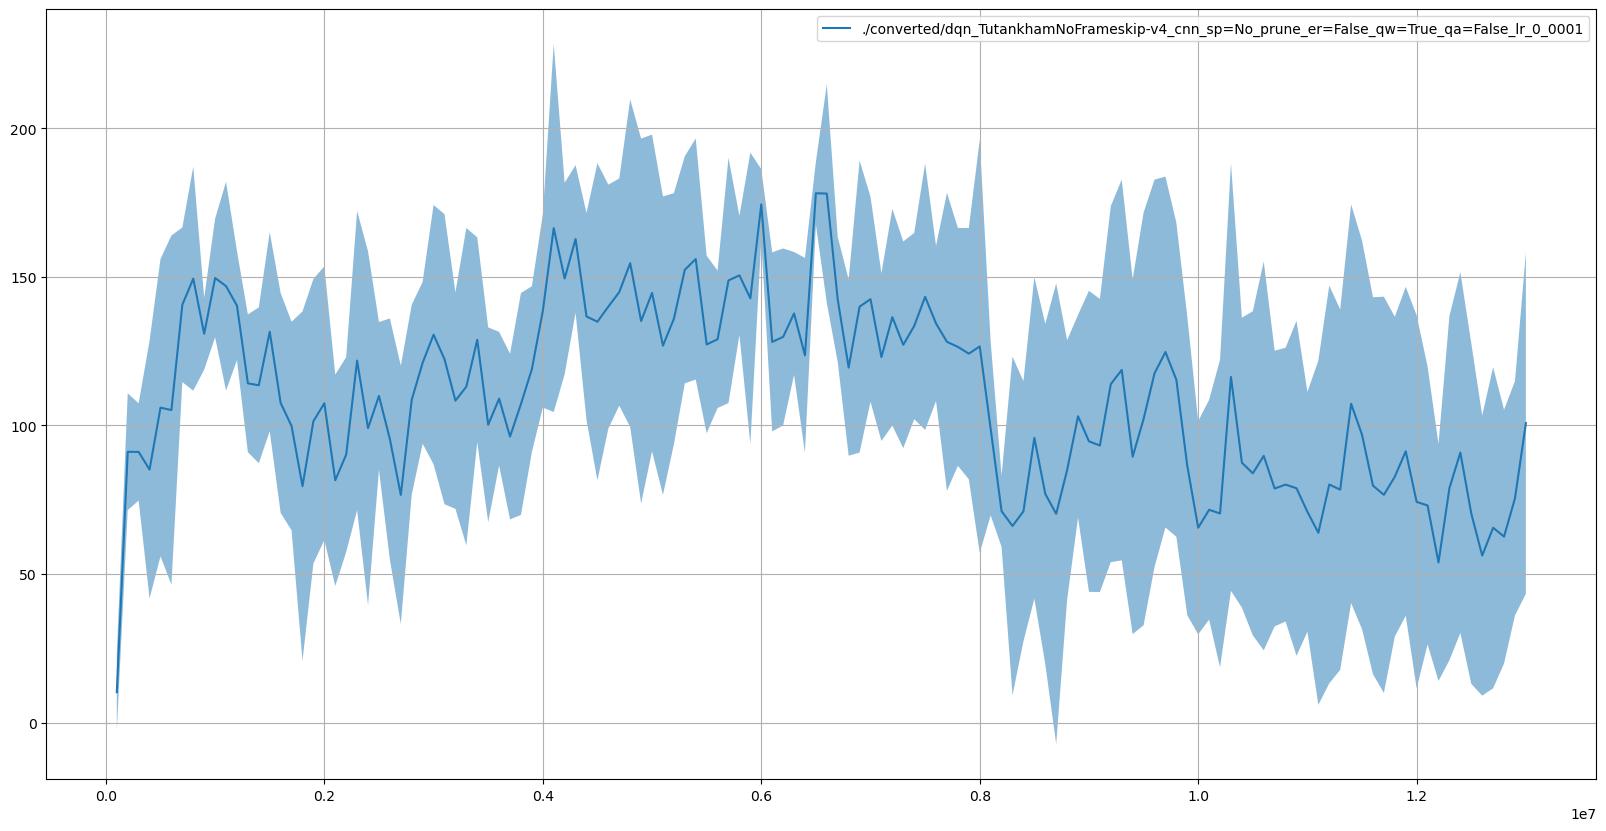 ./converted/dqn_TutankhamNoFrameskip-v4_cnn_sp=No_prune_er=False_qw=True_qa=False_lr_0_0001
200
150
100
50
0
0.0 0.2 0.4 0.6 0.8 1.0 1.2
1e7